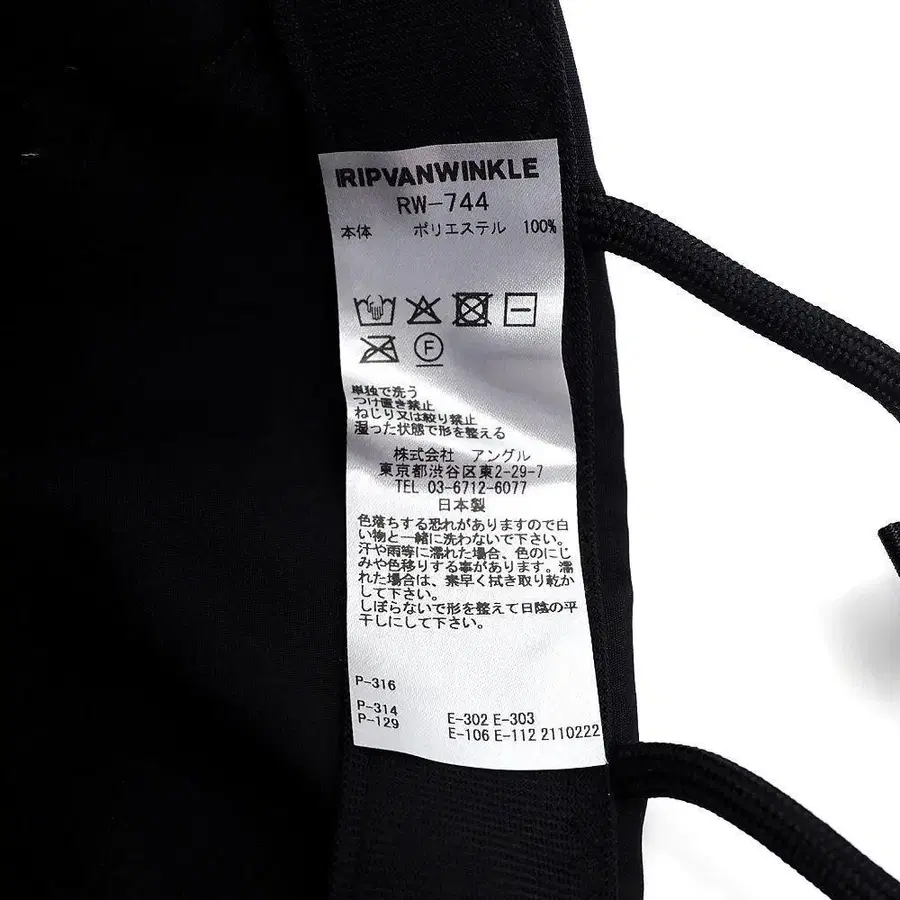 RIPVANWINKLE
RW-744
本体 ポリエステル 100%
F
単独で洗う
つけ置き禁止
ねじり又は絞り禁止
湿った状態で形を整える
株式会社 アングル
東京都渋谷区東2-29-7
TEL 03-6712-6077
日本製
色落ちする恐れがありますので白
い物と一緒に洗わないで下さい。
汗や雨等に濡れた場合、色のにじ
みや色移りする事があります。濡
れた場合は、素早く拭き取り乾か
して下さい。
しぼらないで形を整えて日陰の平
干しにして下さい。
P-316
P-314
P-129
E-302 E-303
E-106 E-112 2110222